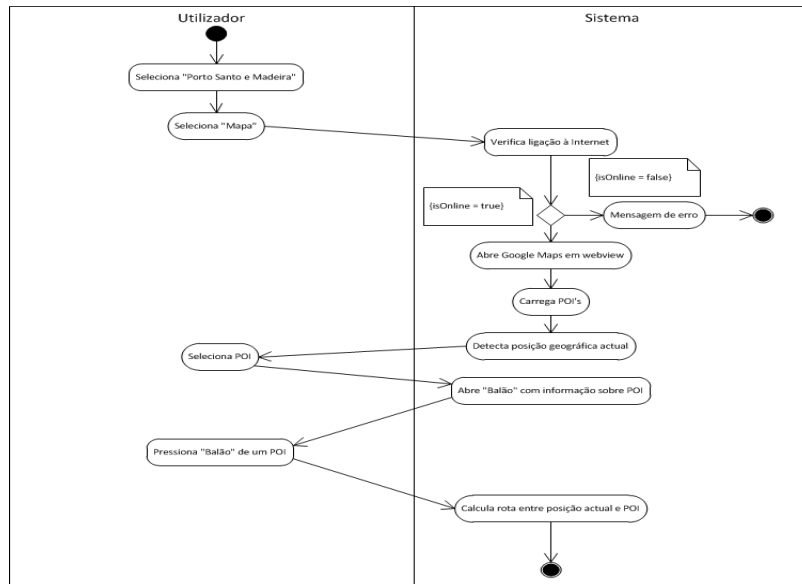 Utilizador
Sistema
Seleciona "Porto Santo e Madeira"
Seleciona "Mapa"
Verifica ligação à Internet
{isOnline = false}
{isOnline = true}
Mensagem de erro
Abre Google Maps em webview
Carrega POI's
Detecta posição geográfica actual
Seleciona POI
Abre "Balão" com informação sobre POI
Pressiona "Balão" de um POI
Calcula rota entre posição actual e POI